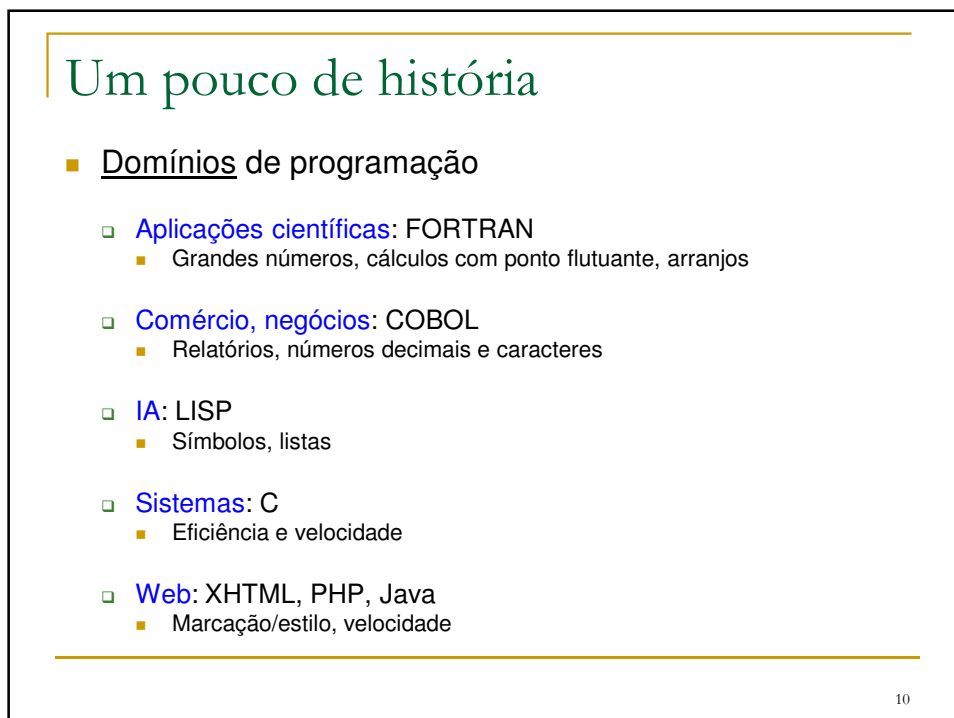 Um pouco de história
Domínios de programação
Aplicações científicas: FORTRAN
Grandes números, cálculos com ponto flutuante, arranjos
Comércio, negócios: COBOL
Relatórios, números decimais e caracteres
IA: LISP
Símbolos, listas
Sistemas: C
Eficiência e velocidade
Web: XHTML, PHP, Java
Marcação/estilo, velocidade
10